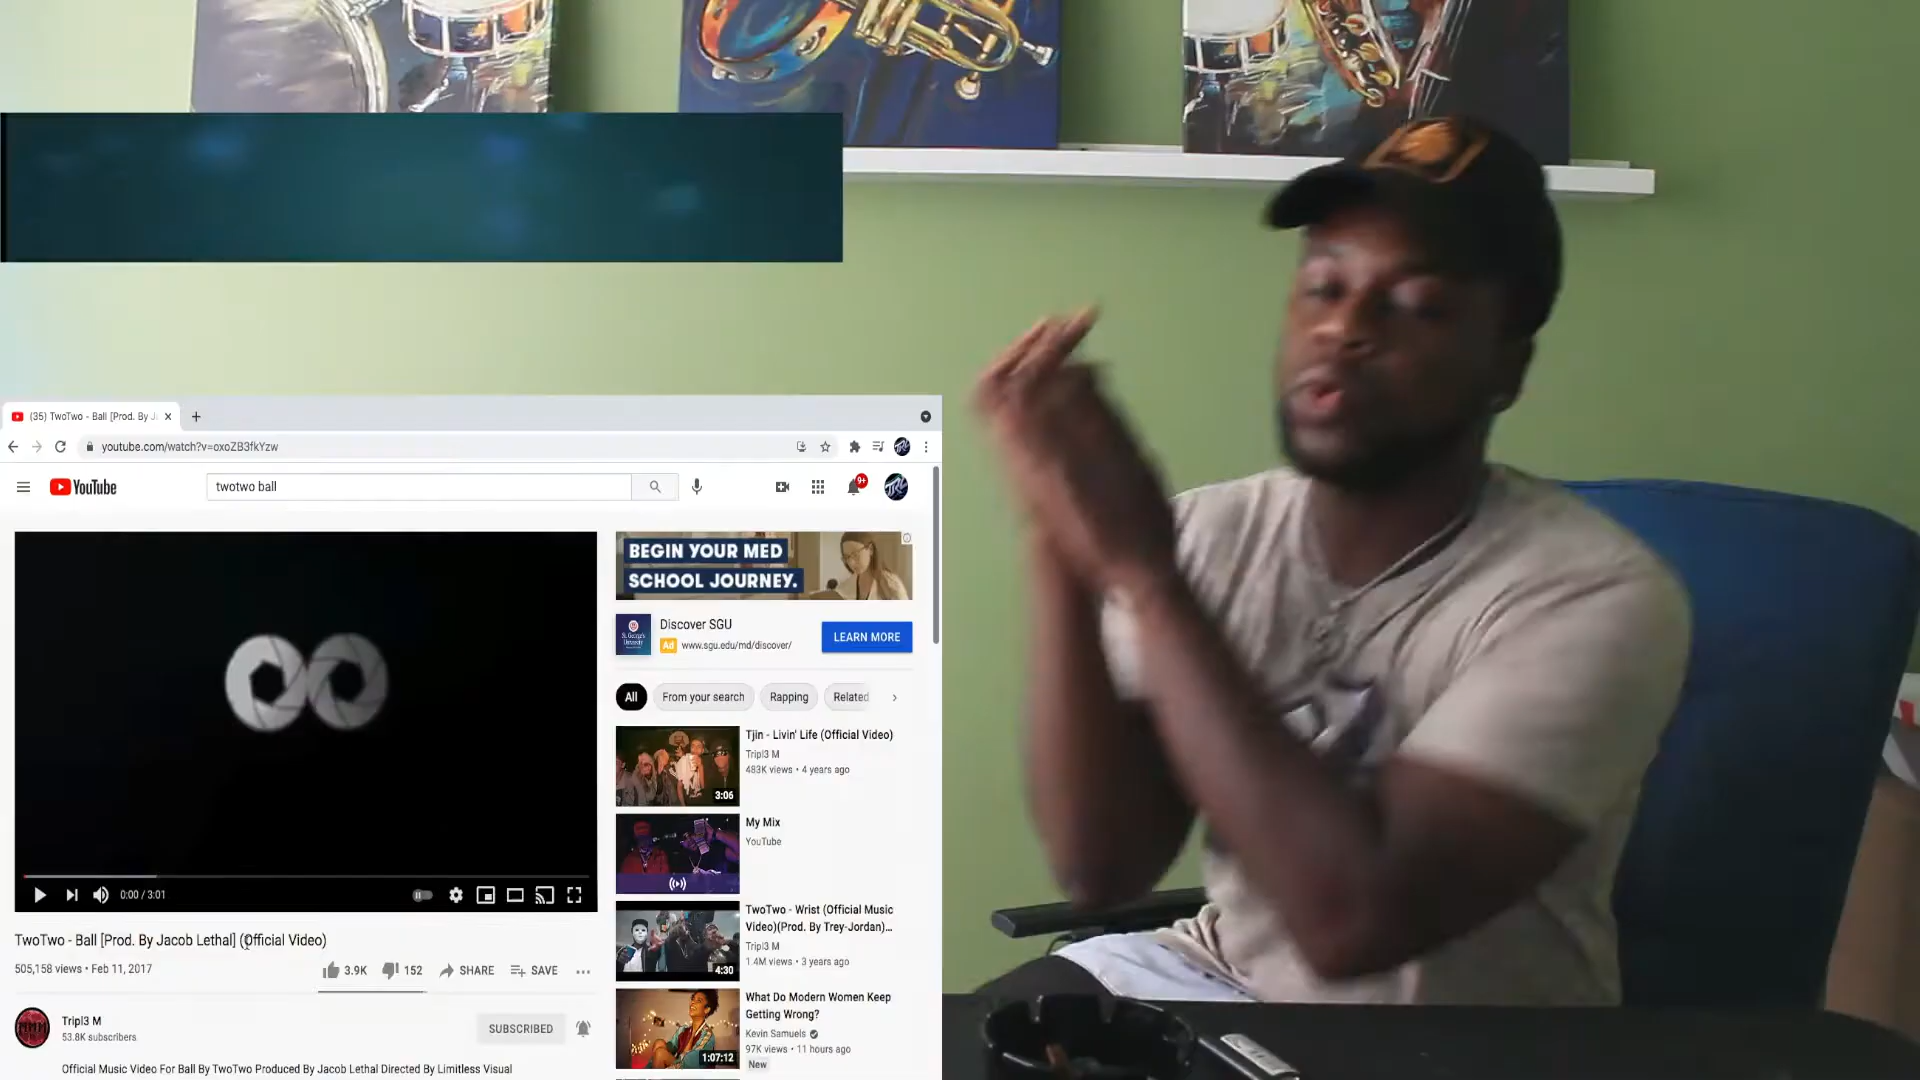 (35) TwoTwo - Ball [Prod. By J
youtube.com/watch?v=oxoZB3fkYzw
YouTube
twotwo ball
9+
BEGIN YOUR MED
SCHOOL JOURNEY.
Discover SGU
Ad www.sgu.edu/md/discover/
LEARN MORE
All
From your search
Rapping
Related
Tjin - Livin' Life (Official Video)
Tripl3 M
483K views • 4 years ago
3:06
My Mix
YouTube
0:00 / 3:01
TwoTwo - Wrist (Official Music
Video)(Prod. By Trey-Jordan)...
Tripl3 M
1.4M views • 3 years ago
4:30
TwoTwo - Ball [Prod. By Jacob Lethal] (Official Video)
505,158 views • Feb 11, 2017
3.9K
152
SHARE
SAVE
What Do Modern Women Keep
Getting Wrong?
Kevin Samuels
97K views • 11 hours ago
New
1:07:12
Tripl3 M
53.8K subscribers
SUBSCRIBED
Official Music Video For Ball By TwoTwo Produced By Jacob Lethal Directed By Limitless Visual